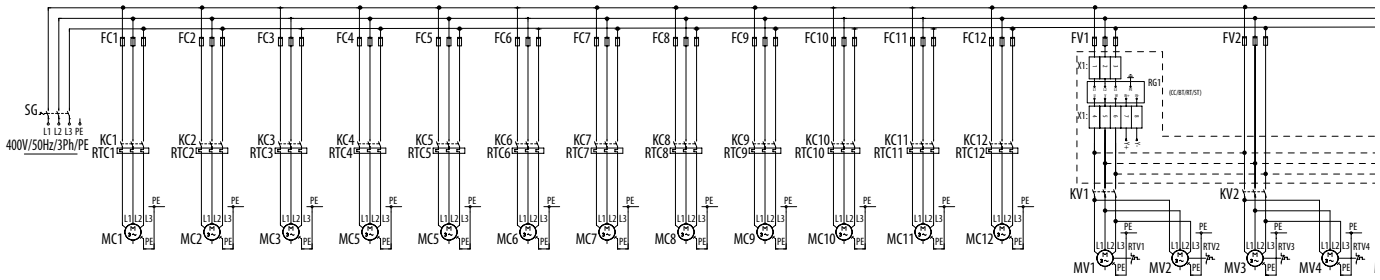 FC1 FC2 FC3 FC4 FC5 FC6 FC7 FC8 FC9 FC10 FC11 FC12 FV1 FV2
X1: 1 2 3
RG1
(CC/BT/RT/ST)
SG
X1: 4 5 6 7 8
L1 L2 L3 PE
400V/50Hz/3Ph/PE
KC1 KC2 KC3 KC4 KC5 KC6 KC7 KC8 KC9 KC10 KC11 KC12
RTC1 RTC2 RTC3 RTC4 RTC5 RTC6 RTC7 RTC8 RTC9 RTC10 RTC11 RTC12
KV1 KV2
PE PE PE PE PE PE PE PE PE PE PE PE
L1 L2 L3 L1 L2 L3 L1 L2 L3 L1 L2 L3 L1 L2 L3 L1 L2 L3 L1 L2 L3 L1 L2 L3 L1 L2 L3 L1 L2 L3 L1 L2 L3 L1 L2 L3
PE PE PE PE
MC1 MC2 MC3 MC5 MC5 MC6 MC7 MC8 MC9 MC10 MC11 MC12
PE PE PE PE PE PE PE PE PE PE PE PE
L1 L2 L3 RTV1 L1 L2 L3 RTV2 L1 L2 L3 RTV3 L1 L2 L3 RTV4
MV1 MV2 MV3 MV4
PE PE PE PE